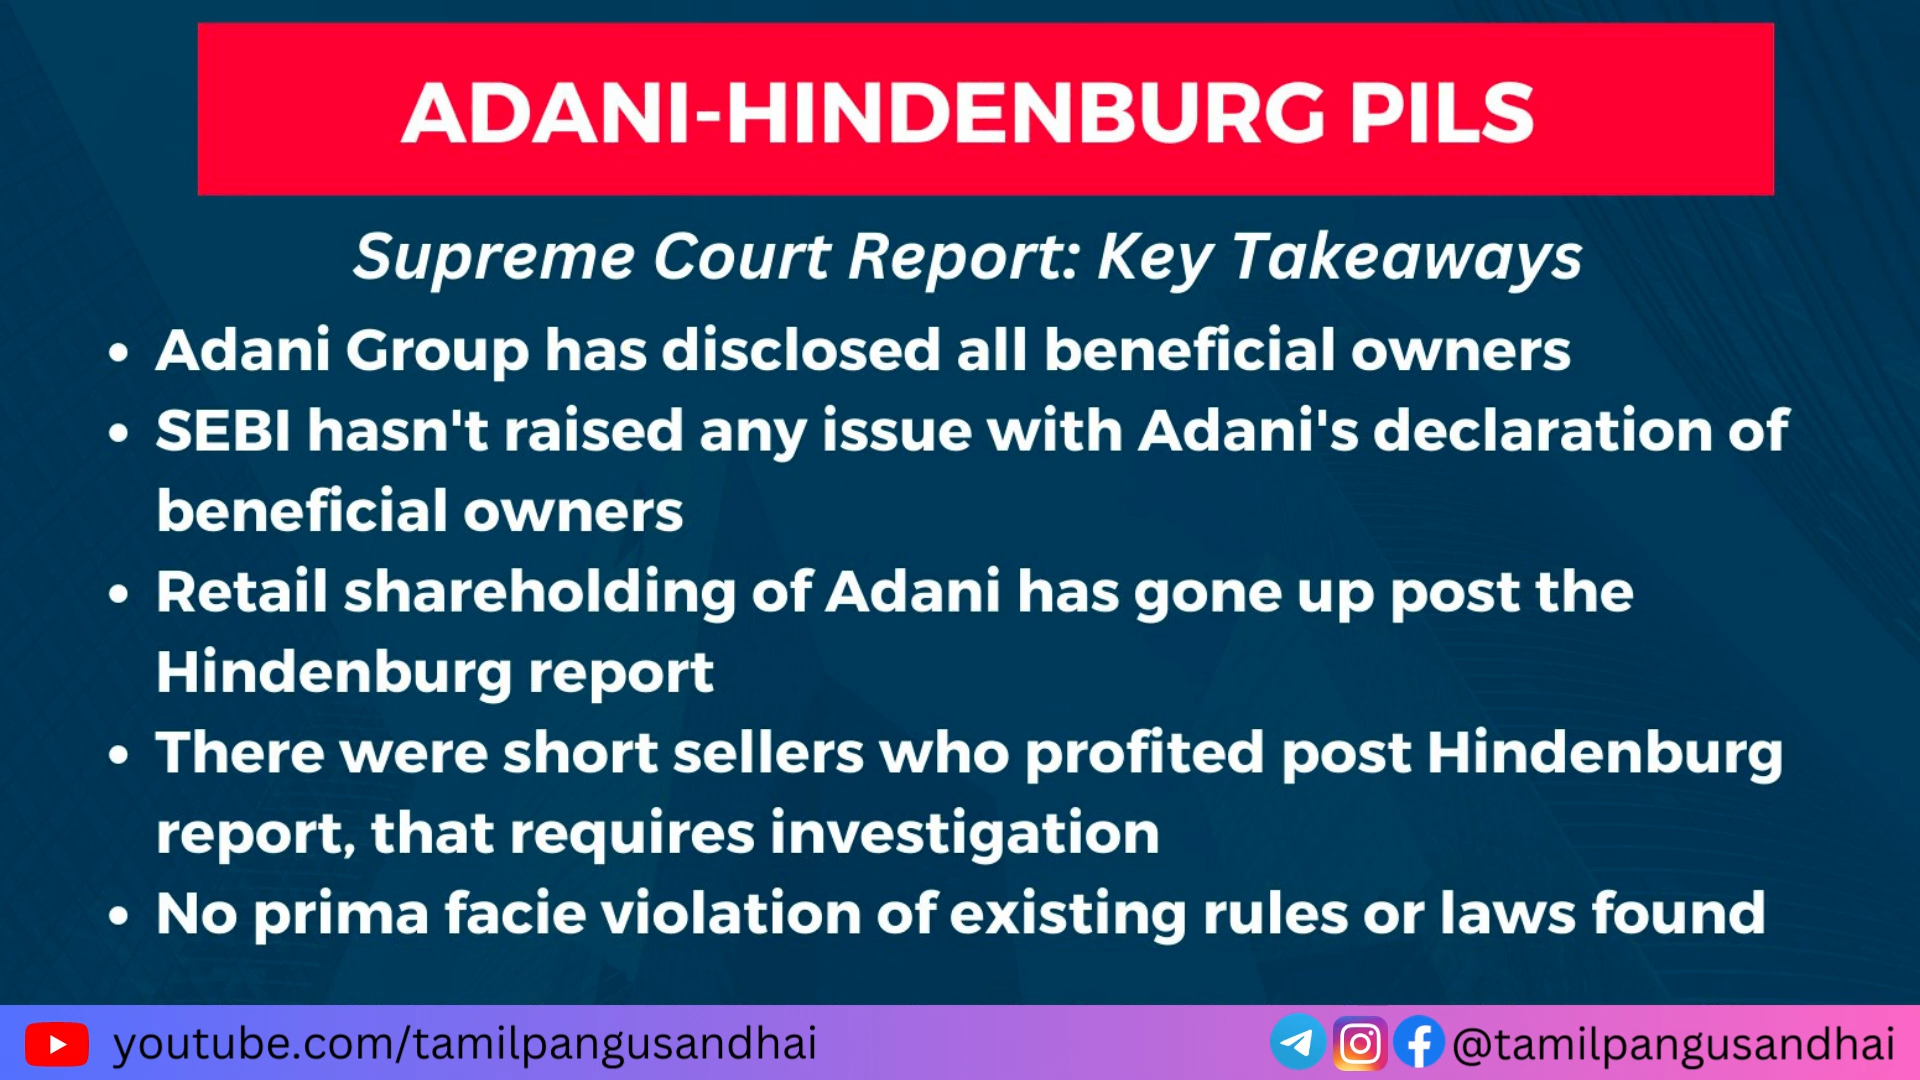 ADANI-HINDENBURG PILS
Supreme Court Report: Key Takeaways
• Adani Group has disclosed all beneficial owners
• SEBI hasn't raised any issue with Adani's declaration of
beneficial owners
• Retail shareholding of Adani has gone up post the
Hindenburg report
• There were short sellers who profited post Hindenburg
report, that requires investigation
• No prima facie violation of existing rules or laws found
youtube.com/tamilpangusandhai
@tamilpangusandhai